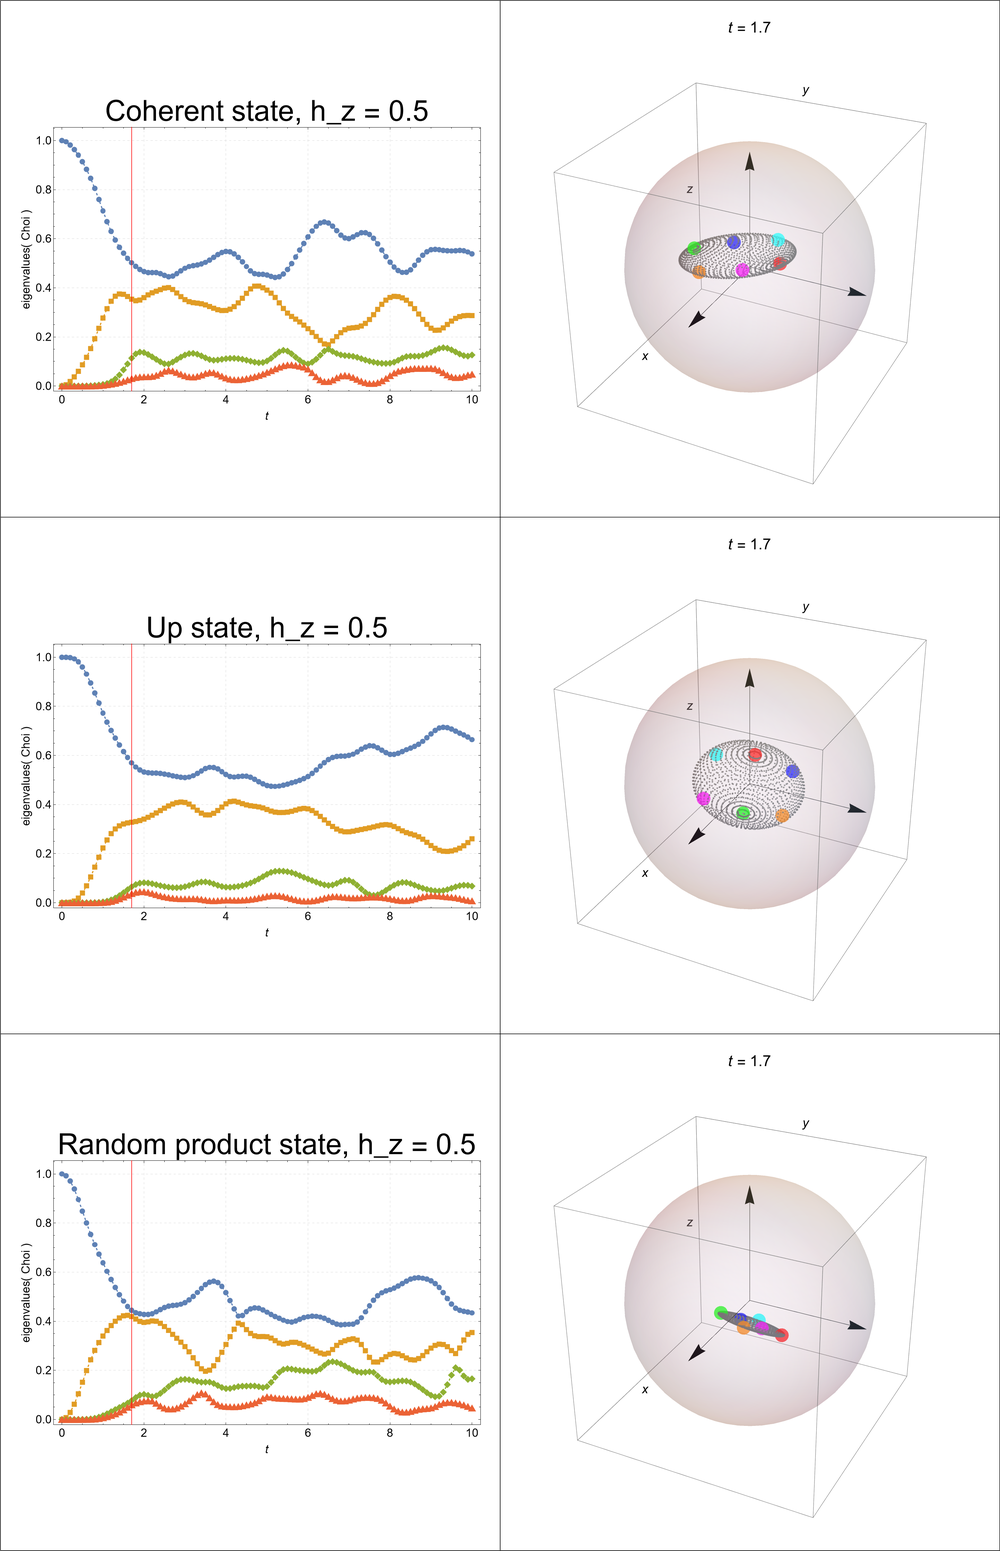 t = 1.7
Coherent state, h_z = 0.5
1.0
0.8
0.6
0.4
0.2
0.0
eigenvalues( Choi )
0 2 4 6 8 10
t
y
z
x
t = 1.7
Up state, h_z = 0.5
1.0
0.8
0.6
0.4
0.2
0.0
eigenvalues( Choi )
0 2 4 6 8 10
t
y
z
x
t = 1.7
Random product state, h_z = 0.5
1.0
0.8
0.6
0.4
0.2
0.0
eigenvalues( Choi )
0 2 4 6 8 10
t
y
z
x